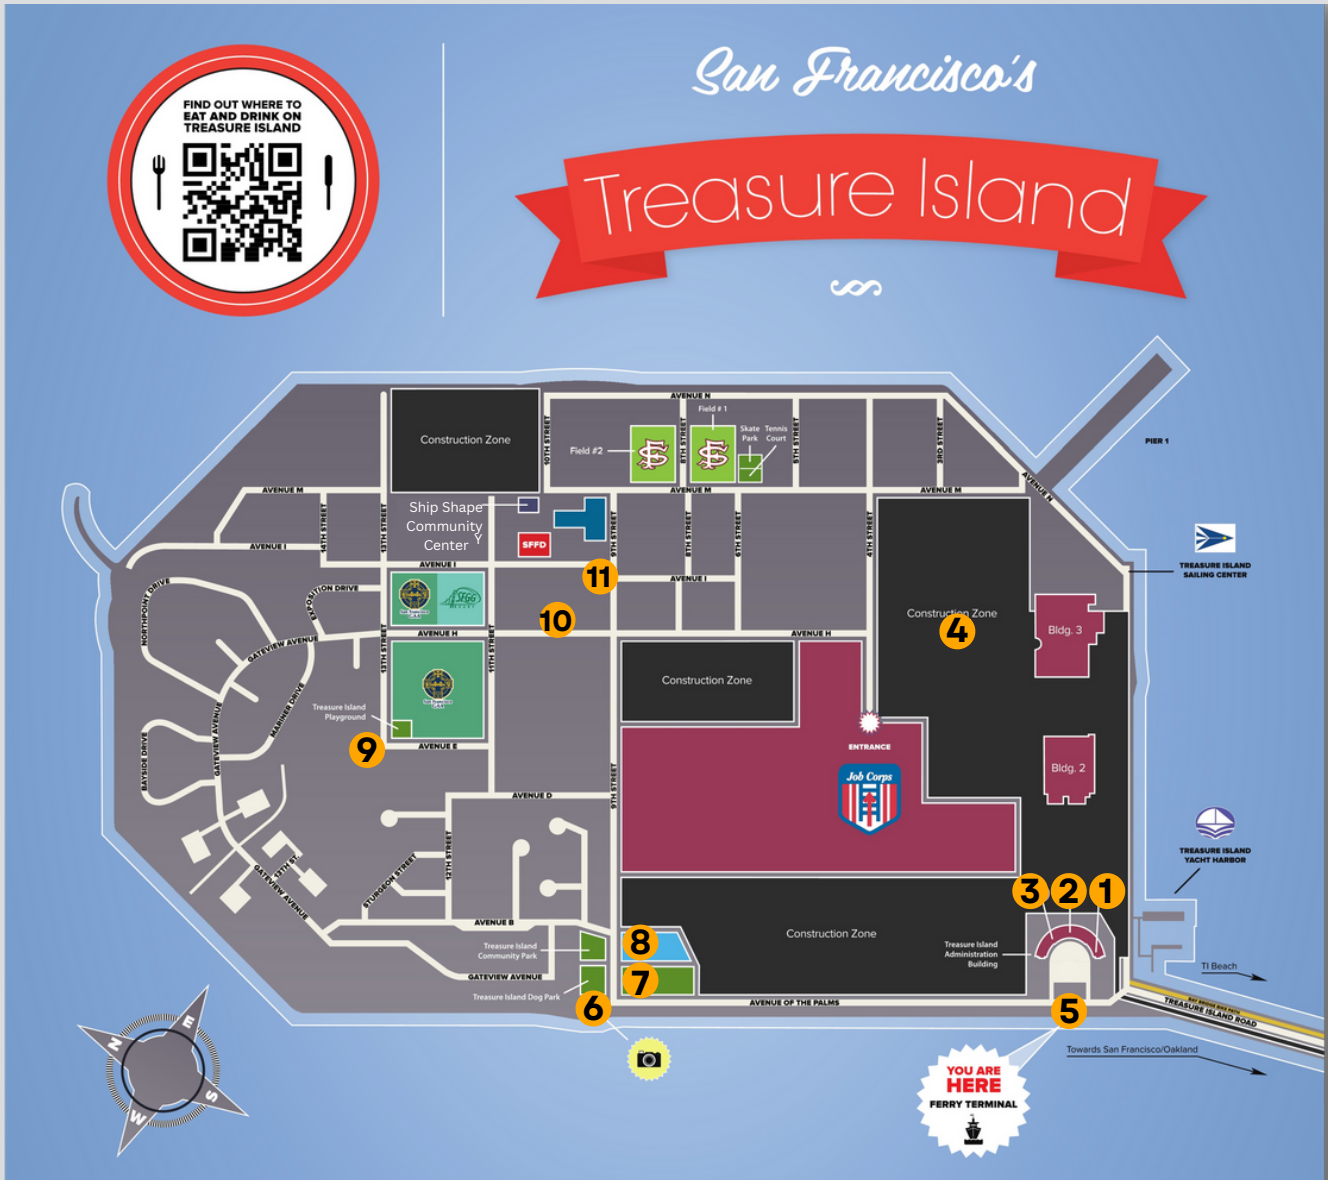 FIND OUT WHERE TO
EAT AND DRINK ON
TREASURE ISLAND
San Francisco's
Treasure Island
AVENUE N
Field # 1
Skate
Park
Tennis
Court
Construction Zone
10TH STREET
Field #2
SF
8TH STREET
SF
5TH STREET
3RD STREET
PIER 1
AVENUE N
AVENUE M
AVENUE M
AVENUE M
Ship Shape
Community
Center
Y
14TH STREET
13TH STREET
SFFD
9TH STREET
8TH STREET
6TH STREET
4TH STREET
TREASURE ISLAND
SAILING CENTER
AVENUE I
AVENUE I
11
AVENUE I
NORTHPOINT DRIVE
EXPOSITION DRIVE
10
Construction Zone
4
Bldg. 3
AVENUE H
AVENUE H
GATEVIEW AVENUE
13TH STREET
11TH STREET
Construction Zone
MARINER DRIVE
Treasure Island
Playground
9
AVENUE E
ENTRANCE
Job Corps
Bldg. 2
BAYSIDE DRIVE
GATEVIEW AVENUE
9TH STREET
AVENUE D
TREASURE ISLAND
YACHT HARBOR
12TH STREET
STURGEON STREET
13TH ST.
GATEVIEW AVENUE
3
2
1
AVENUE B
Construction Zone
Treasure Island
Community Park
8
Treasure Island
Administration
Building
GATEVIEW AVENUE
7
TI Beach
Treasure Island Dog Park
6
AVENUE OF THE PALMS
5
BAY BRIDGE BIKE PATH
TREASURE ISLAND ROAD
Towards San Francisco/Oakland
YOU ARE
HERE
FERRY TERMINAL
N
E
S
W